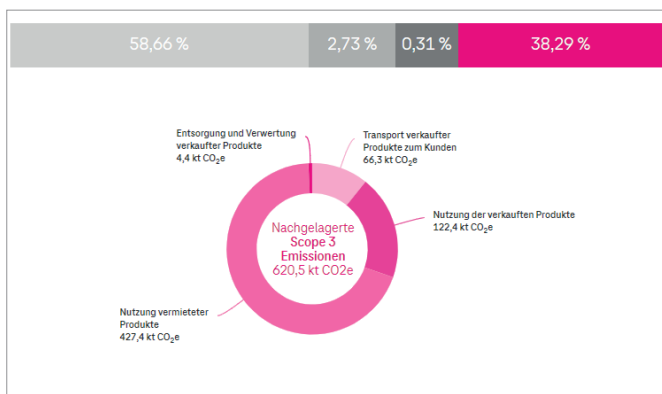 58,66 %
2,73 %
0,31 %
38,29 %
Entsorgung und Verwertung
verkaufter Produkte
4,4 kt CO₂e
Transport verkaufter
Produkte zum Kunden
66,3 kt CO₂e
Nutzung der verkauften Produkte
122,4 kt CO₂e
Nachgelagerte
Scope 3
Emissionen
620,5 kt CO2e
Nutzung vermieteter
Produkte
427,4 kt CO₂e